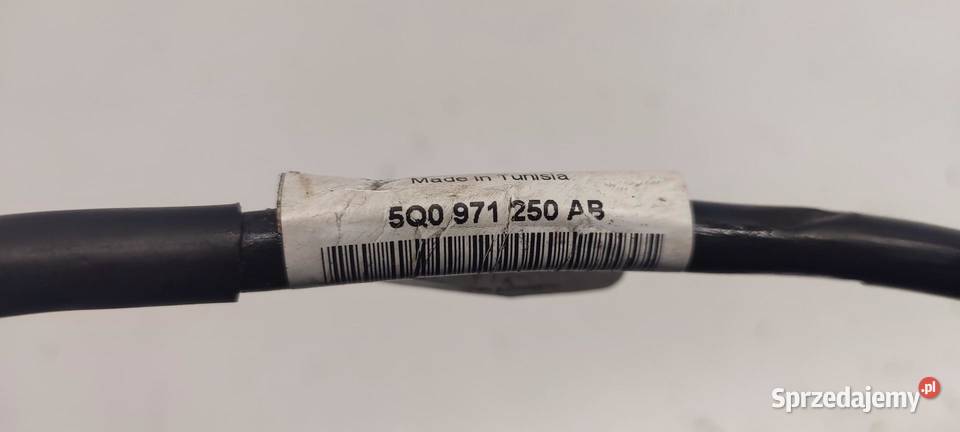 Made in Tunisia
5Q0 971 250 AB
Sprzedajemy.pl